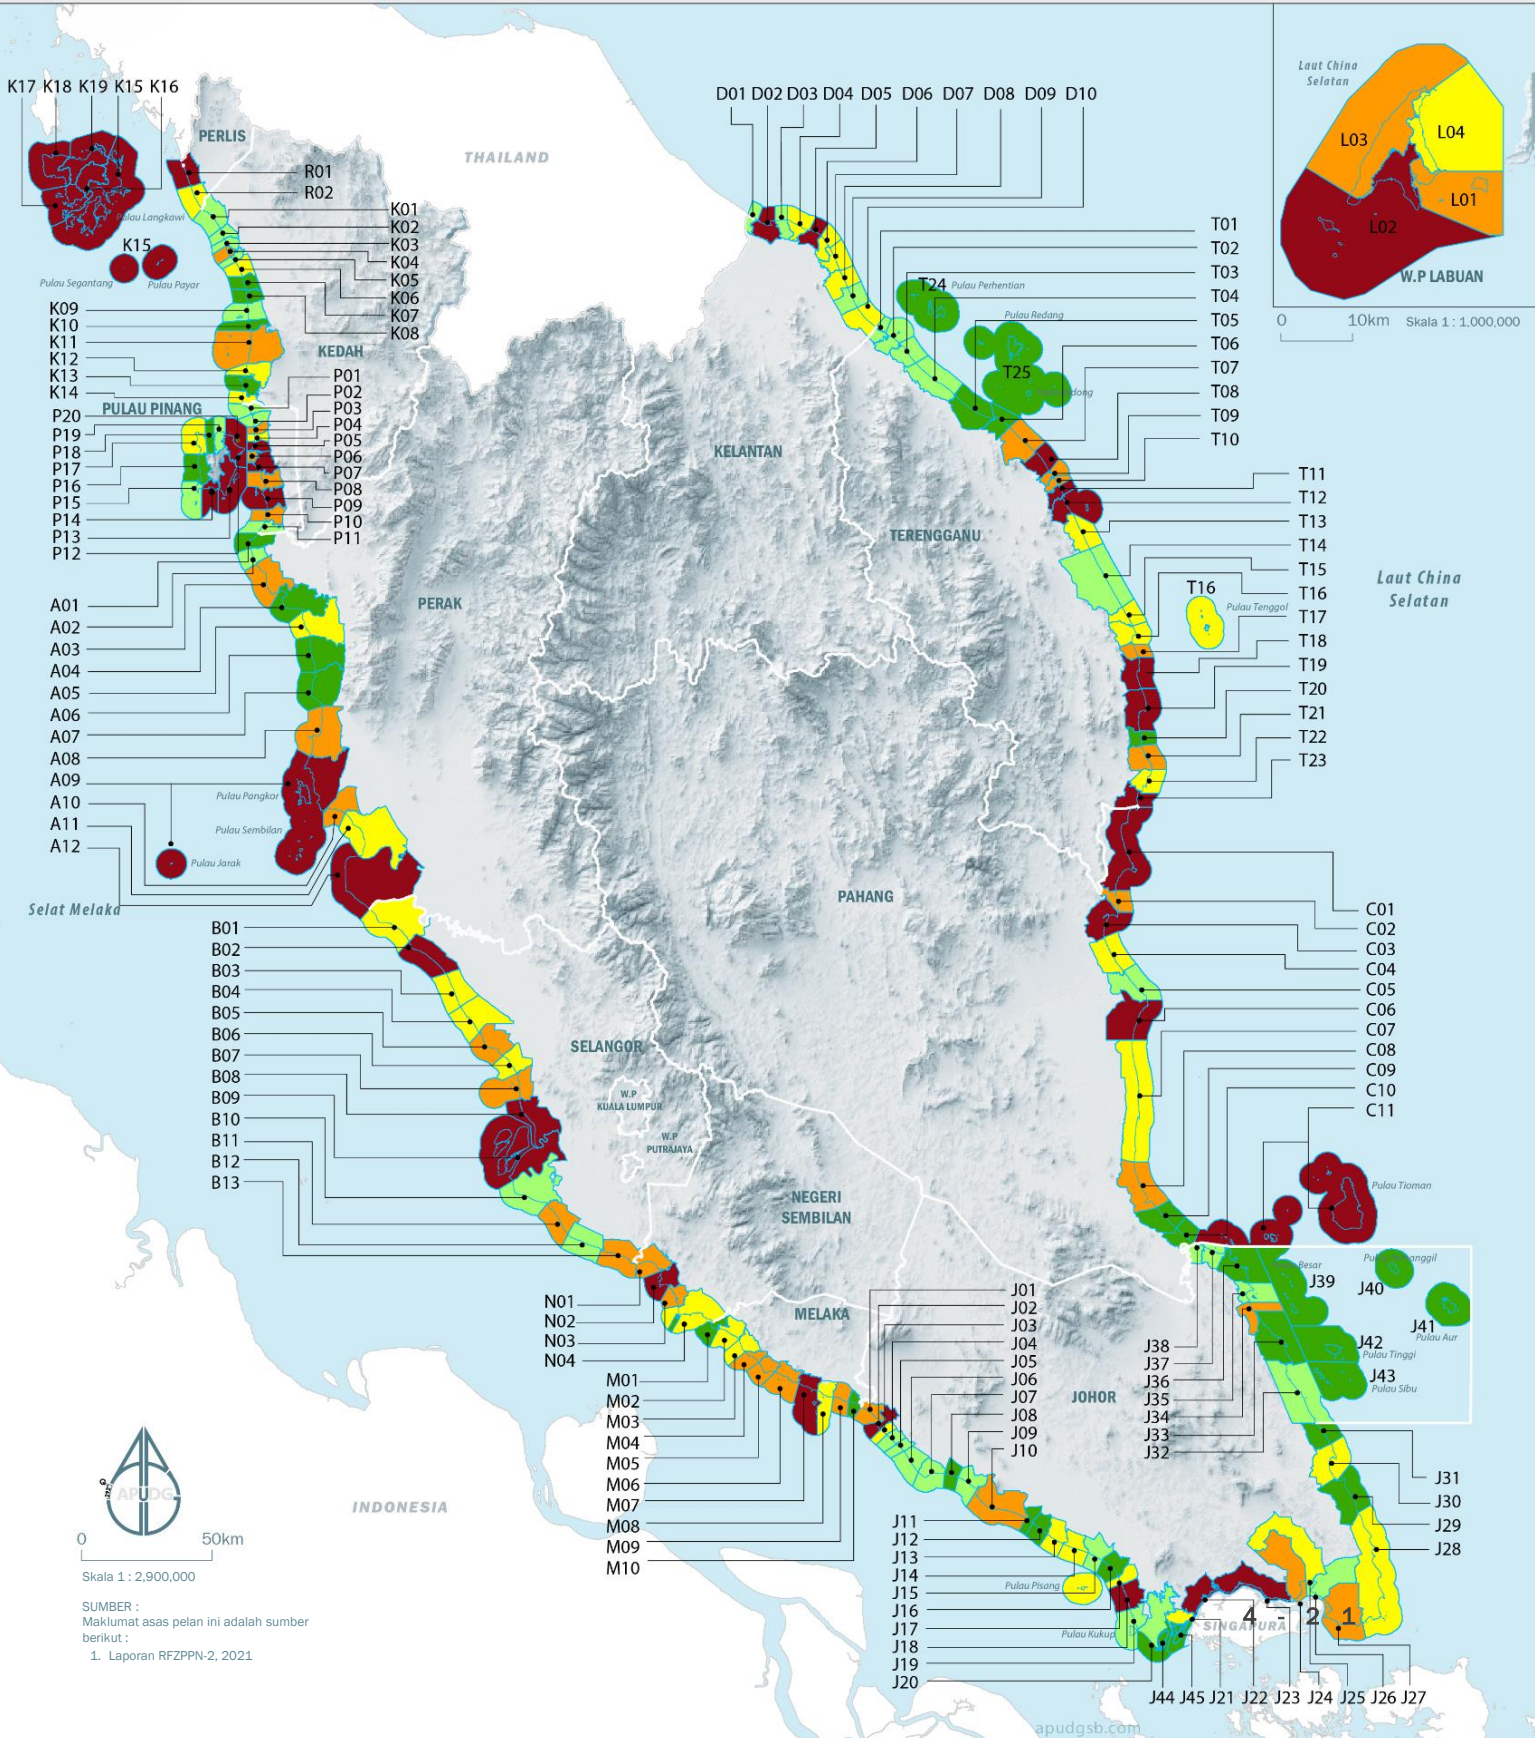 K17 K18 K19 K15 K16
PERLIS
THAILAND
D01 D02 D03 D04 D05 D06 D07 D08 D09 D10
Laut China
Selatan
L03
L04
L01
L02
W.P LABUAN
0 10km Skala 1 : 1,000,000
R01
R02
Pulau Langkawi
K15
Pulau Segantang
Pulau Payar
K01
K02
K03
K04
K05
K06
K07
K08
K09
K10
K11
K12
K13
K14
KEDAH
PULAU PINANG
P20
P19
P18
P17
P16
P15
P14
P13
P12
P01
P02
P03
P04
P05
P06
P07
P08
P09
P10
P11
T01
T02
T03
T04
T05
T06
T07
T08
T09
T10
T24
Pulau Perhentian
Pulau Redang
T25
T11
T12
T13
T14
T15
T16
T17
T18
T19
T20
T21
T22
T23
T16
Pulau Tenggol
Laut China
Selatan
KELANTAN
TERENGGANU
PERAK
PAHANG
A01
A02
A03
A04
A05
A06
A07
A08
A09
A10
A11
A12
Pulau Pangkor
Pulau Sembilan
Pulau Jarak
Selat Melaka
B01
B02
B03
B04
B05
B06
B07
B08
B09
B10
B11
B12
B13
SELANGOR
W.P
KUALA LUMPUR
W.P
PUTRAJAYA
NEGERI
SEMBILAN
MELAKA
C01
C02
C03
C04
C05
C06
C07
C08
C09
C10
C11
Pulau Tioman
N01
N02
N03
N04
M01
M02
M03
M04
M05
M06
M07
M08
M09
M10
J01
J02
J03
J04
J05
J06
J07
J08
J09
J10
JOHOR
J38
J37
J36
J35
J34
J33
J32
Besar
J39
J40
J41
Pulau Aur
J42
Pulau Tinggi
J43
Pulau Sibu
J31
J30
J29
J28
J11
J12
J13
J14
J15
J16
J17
J18
J19
J20
Pulau Pisang
Pulau Kukup
4 - 2 1
SINGAPURA
J44 J45 J21 J22 J23 J24 J25 J26 J27
INDONESIA
APUDG
0 50km
Skala 1 : 2,900,000
SUMBER :
Maklumat asas pelan ini adalah sumber
berikut :
1. Laporan RFZPPN-2, 2021
apudgsb.com